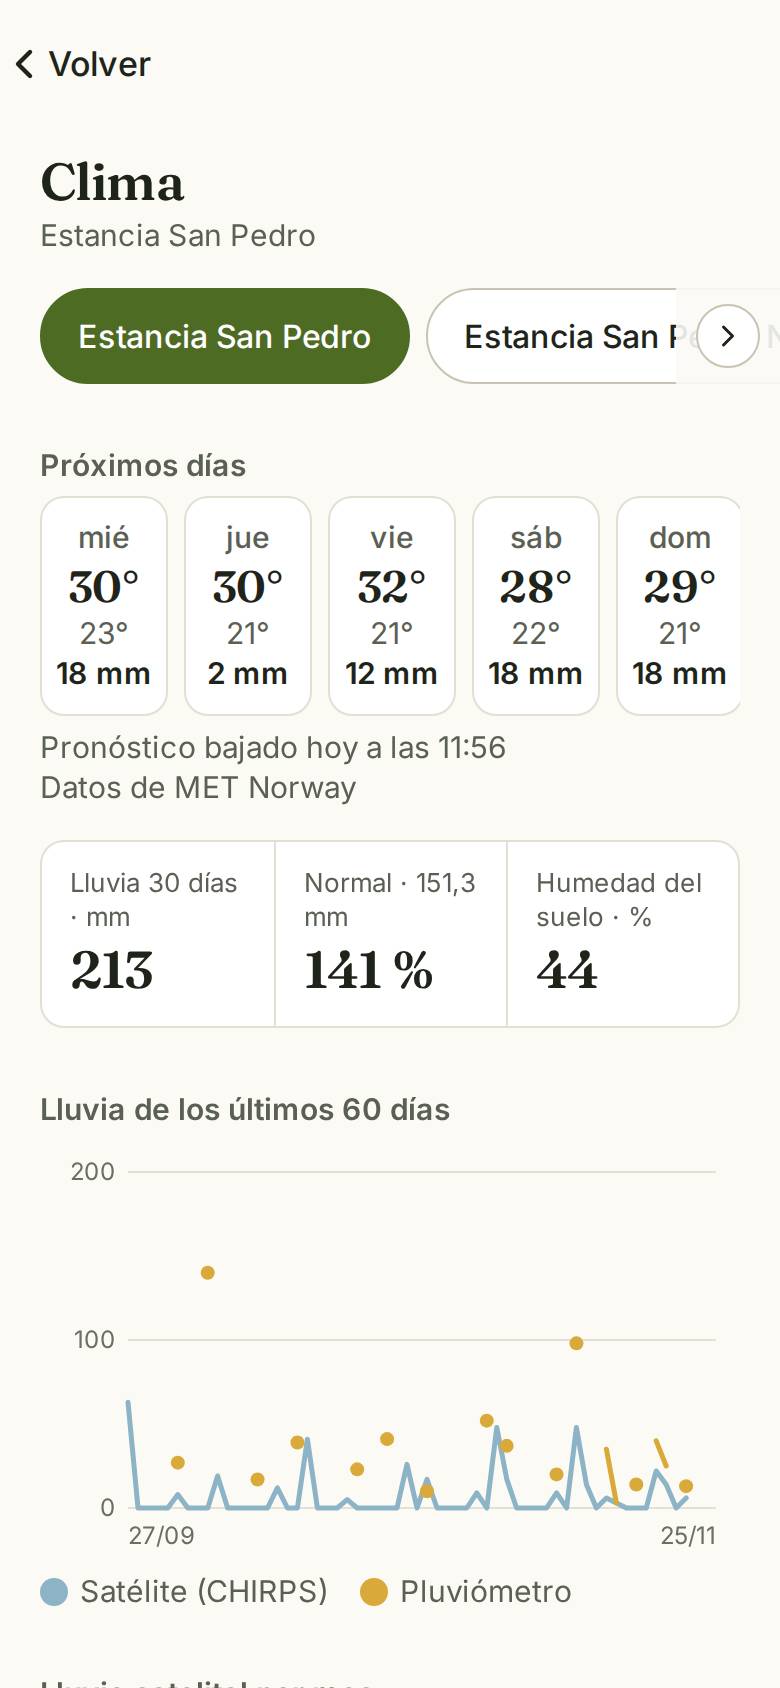 Volver
Clima
Estancia San Pedro
Estancia San Pedro
Estancia San
Próximos días
mié
jue
vie
sáb
dom
30°
30°
32°
28°
29°
23°
21°
21°
22°
21°
18 mm
2 mm
12 mm
18 mm
18 mm
Pronóstico bajado hoy a las 11:56
Datos de MET Norway
Lluvia 30 días
· mm
213
Normal · 151,3
mm
141 %
Humedad del
suelo · %
44
Lluvia de los últimos 60 días
200
100
0
27/09
25/11
Satélite (CHIRPS)
Pluviómetro